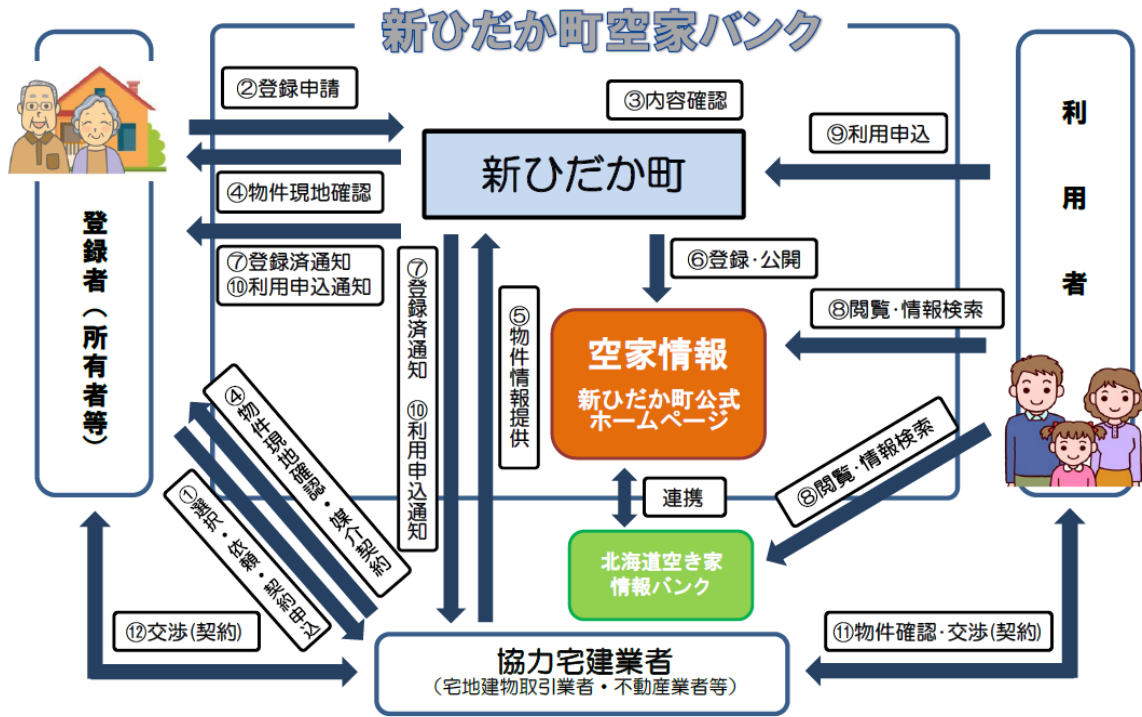 新ひだか町空家バンク
②登録申請
③内容確認
⑨利用申込
新ひだか町
④物件現地確認
⑦登録済通知
⑩利用申込通知
⑥登録・公開
⑧閲覧・情報検索
利用者
登録者(所有者等)
⑦登録済通知 ⑩利用申込通知
⑤物件情報提供
空家情報
新ひだか町公式
ホームページ
④物件現地確認・媒介契約
①選択・依頼・契約申込
連携
⑧閲覧・情報検索
北海道空き家
情報バンク
⑫交渉(契約)
⑪物件確認・交渉(契約)
協力宅建業者
(宅地建物取引業者・不動産業者等)